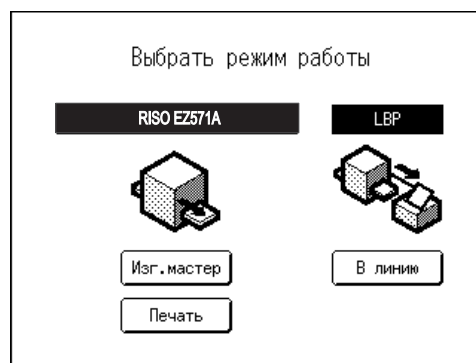 Выбрать режим работы
RISO EZ571A
LBP
Изг.мастер
В линию
Печать